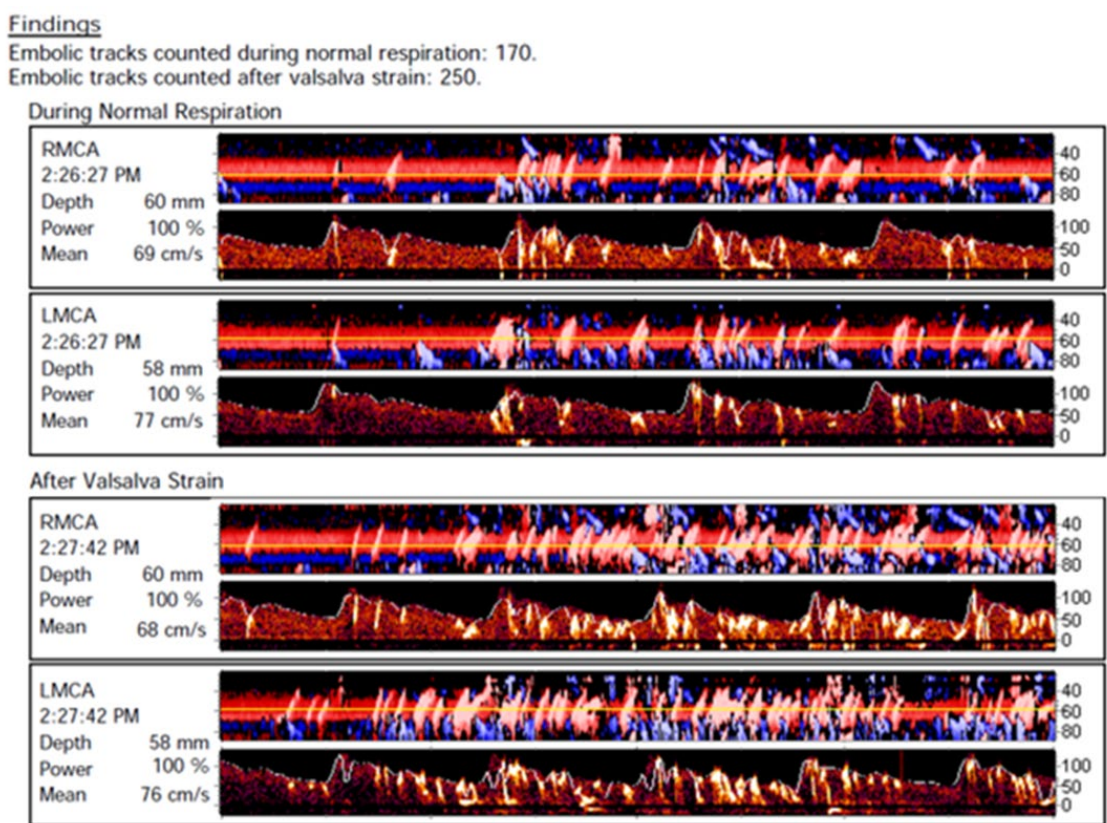 Findings
Embolic tracks counted during normal respiration: 170.
Embolic tracks counted after valsalva strain: 250.
During Normal Respiration
RMCA
2:26:27 PM
Depth 60 mm
Power 100 %
Mean 69 cm/s
40
60
80
100
50
0
LMCA
2:26:27 PM
Depth 58 mm
Power 100 %
Mean 77 cm/s
40
60
80
100
50
0
After Valsalva Strain
RMCA
2:27:42 PM
Depth 60 mm
Power 100 %
Mean 68 cm/s
40
60
80
100
50
0
LMCA
2:27:42 PM
Depth 58 mm
Power 100 %
Mean 76 cm/s
40
60
80
100
50
0